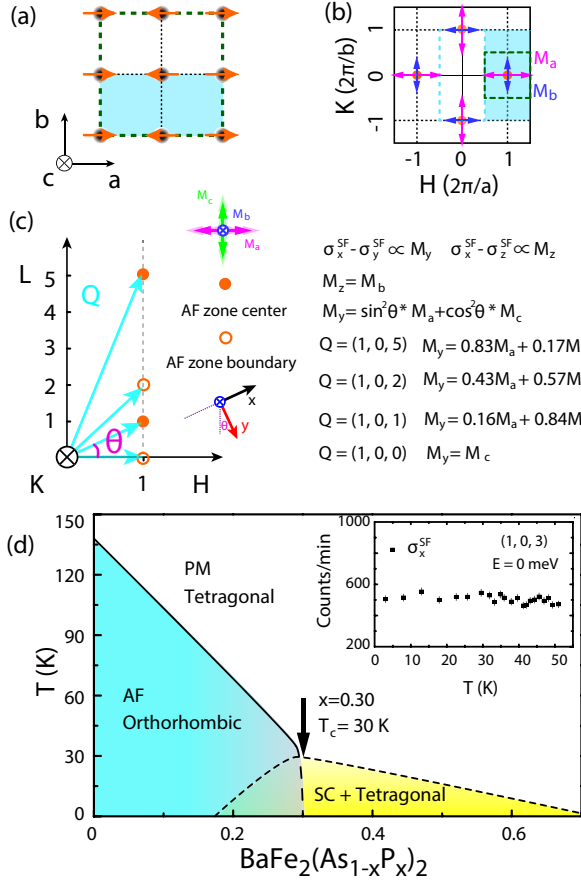 (a)
b
c
a
(b)
K (2π/b)
1
0
-1
M_a
M_b
-1 0 1
H (2π/a)
(c)
L
5
4
3
2
1
Q
θ
K
1
H
M_c
M_b
M_a
AF zone center
AF zone boundary
x
y
θ
σ_x^SF - σ_y^SF ∝ M_y σ_x^SF - σ_z^SF ∝ M_z
M_z = M_b
M_y = sin²θ* M_a+cos²θ* M_c
Q = (1, 0, 5) M_y = 0.83M_a + 0.17M
Q = (1, 0, 2) M_y = 0.43M_a + 0.57M
Q = (1, 0, 1) M_y = 0.16M_a + 0.84M
Q = (1, 0, 0) M_y = M_c
(d)
T (K)
150
120
90
60
30
0
PM
Tetragonal
AF
Orthorhombic
x=0.30
T_c = 30 K
SC + Tetragonal
0 0.2 0.4 0.6
BaFe₂(As₁₋ₓPₓ)₂
Counts/min
1000
600
200
σ_x^SF
(1, 0, 3)
E = 0 meV
0 10 20 30 40 50
T (K)